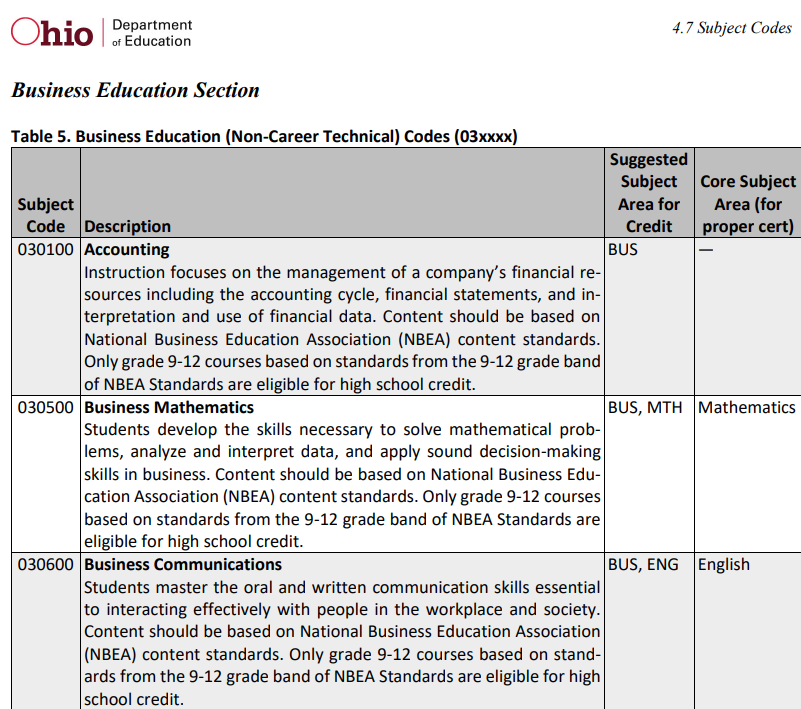 Ohio Department
of Education
4.7 Subject Codes
Business Education Section
Table 5. Business Education (Non-Career Technical) Codes (03xxxx)
Subject
Code
Description
Suggested
Subject
Area for
Credit
Core Subject
Area (for
proper cert)
030100 Accounting BUS —
Instruction focuses on the management of a company’s financial re-
sources including the accounting cycle, financial statements, and in-
terpretation and use of financial data. Content should be based on
National Business Education Association (NBEA) content standards.
Only grade 9-12 courses based on standards from the 9-12 grade band
of NBEA Standards are eligible for high school credit.
030500 Business Mathematics BUS, MTH Mathematics
Students develop the skills necessary to solve mathematical prob-
lems, analyze and interpret data, and apply sound decision-making
skills in business. Content should be based on National Business Edu-
cation Association (NBEA) content standards. Only grade 9-12 courses
based on standards from the 9-12 grade band of NBEA Standards are
eligible for high school credit.
030600 Business Communications BUS, ENG English
Students master the oral and written communication skills essential
to interacting effectively with people in the workplace and society.
Content should be based on National Business Education Association
(NBEA) content standards. Only grade 9-12 courses based on stand-
ards from the 9-12 grade band of NBEA Standards are eligible for high
school credit.